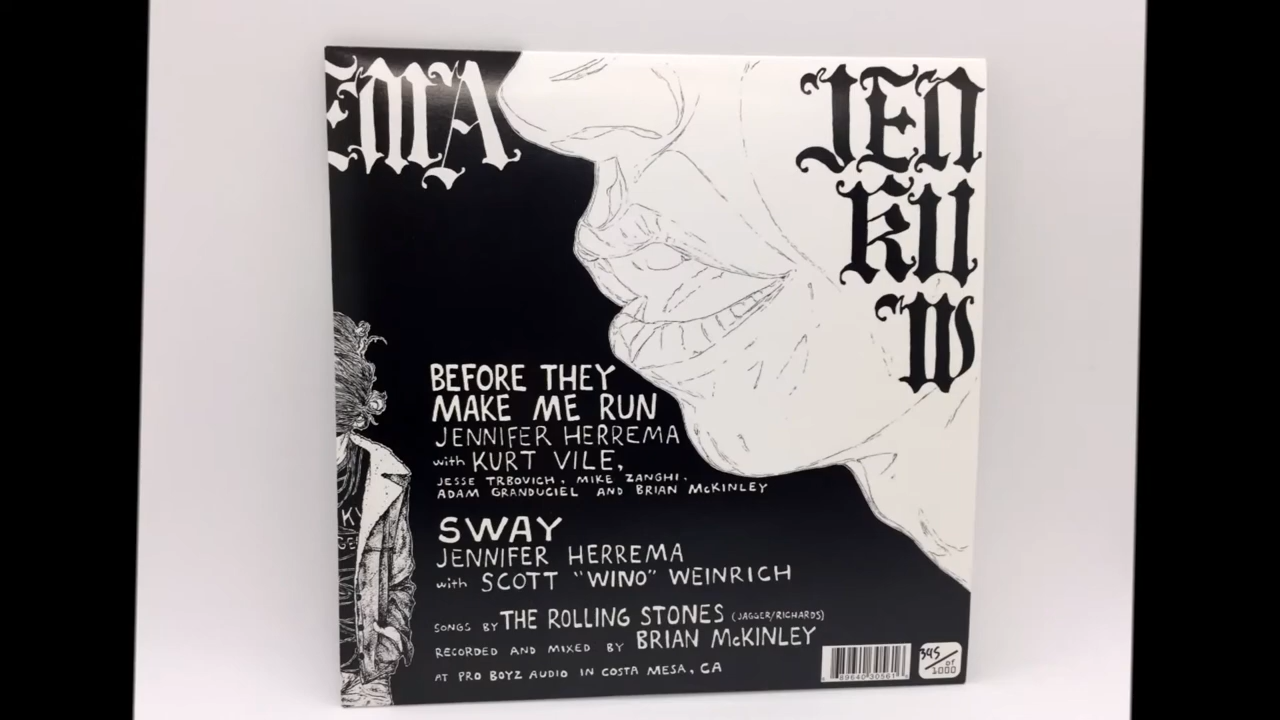 EMA
JEN
KU
W
BEFORE THEY
MAKE ME RUN
JENNIFER HERREMA
with KURT VILE,
JESSE TRBOVICH, MIKE ZANGHI,
ADAM GRANDUCIEL AND BRIAN McKINLEY
SWAY
JENNIFER HERREMA
with SCOTT "WINO" WEINRICH
SONGS BY THE ROLLING STONES (JAGGER/RICHARDS)
RECORDED AND MIXED BY BRIAN McKINLEY
AT PRO BOYZ AUDIO IN COSTA MESA, CA
89640 30561
345
of
1000